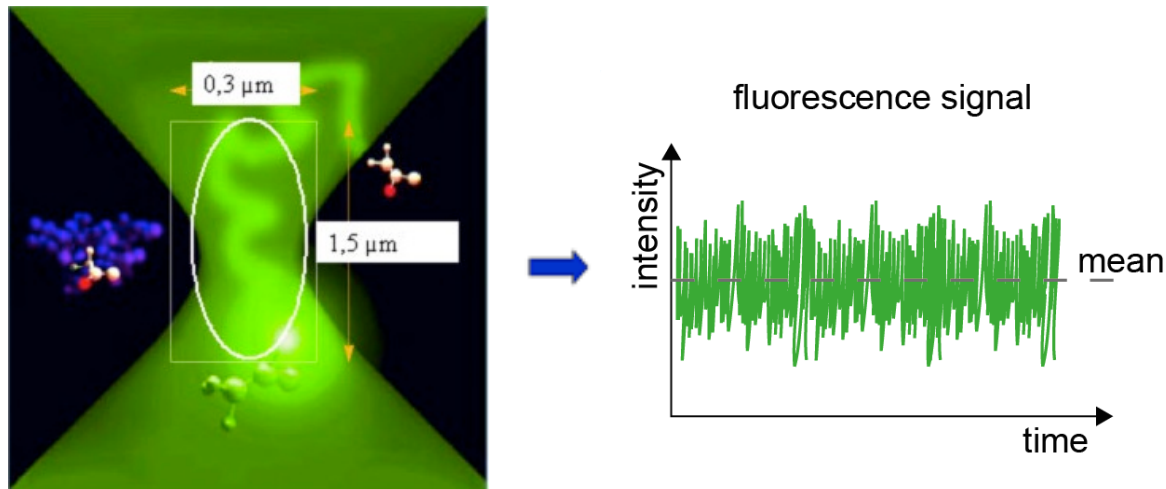 0,3 µm
1,5 µm
fluorescence signal
intensity
mean
time